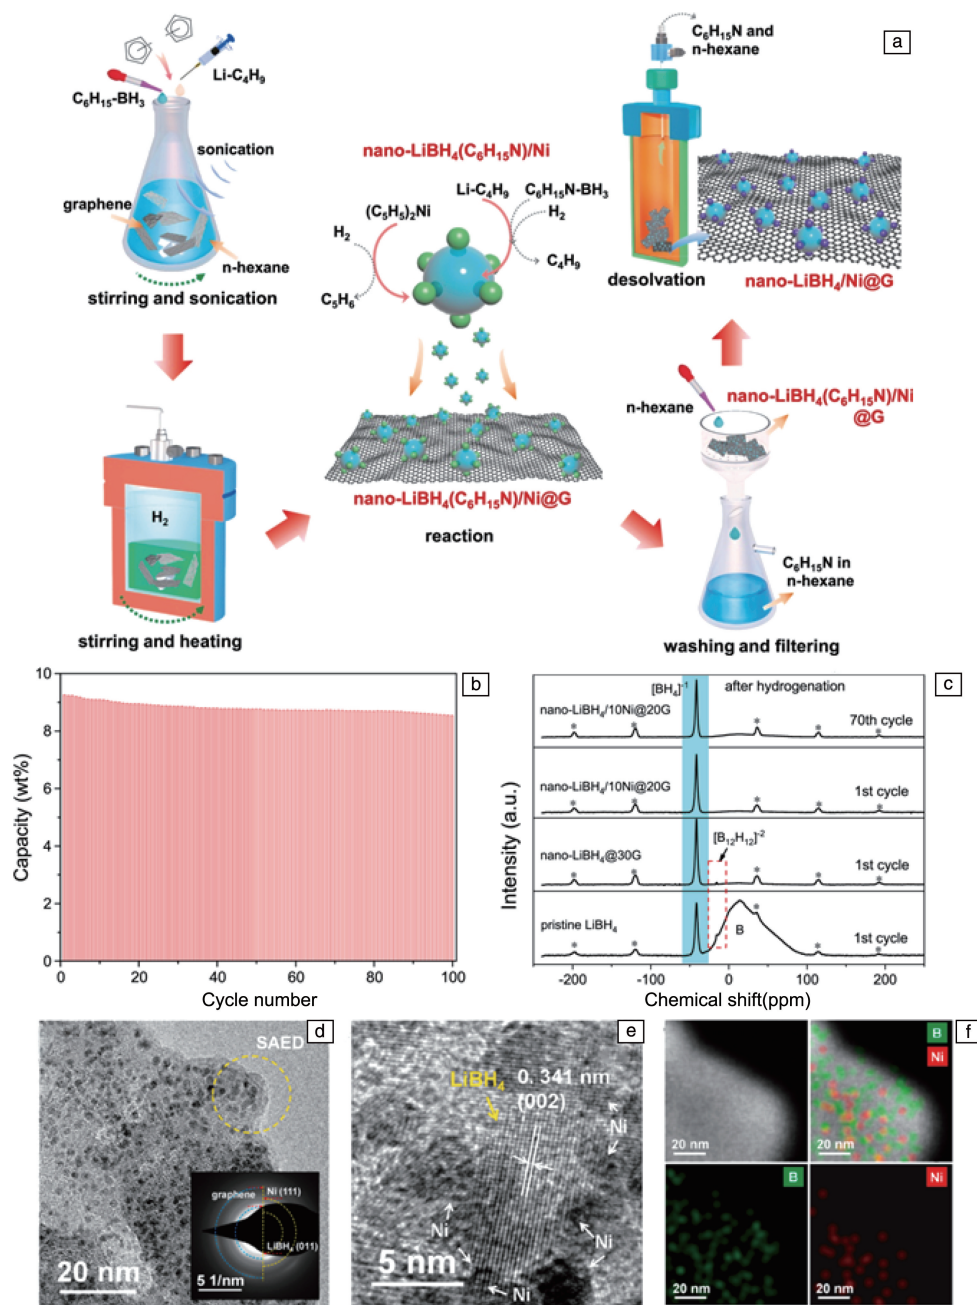 a
C₆H₁₅N and
n-hexane
Li-C₄H₉
C₆H₁₅-BH₃
sonication
graphene
n-hexane
stirring and sonication
nano-LiBH₄(C₆H₁₅N)/Ni
Li-C₄H₉
C₆H₁₅N-BH₃
(C₅H₅)₂Ni
H₂
H₂
C₄H₉
C₅H₆
desolvation
nano-LiBH₄/Ni@G
n-hexane
nano-LiBH₄(C₆H₁₅N)/Ni
@G
nano-LiBH₄(C₆H₁₅N)/Ni@G
reaction
H₂
stirring and heating
C₆H₁₅N in
n-hexane
washing and filtering
b
Capacity (wt%)
10
8
6
4
2
0
0
20
40
60
80
100
Cycle number
c
Intensity (a.u.)
[BH₄]⁻¹
after hydrogenation
nano-LiBH₄/10Ni@20G
70th cycle
* * * * *
nano-LiBH₄/10Ni@20G
1st cycle
* * * * *
[B₁₂H₁₂]⁻²
nano-LiBH₄@30G
1st cycle
* * * * *
pristine LiBH₄
B
1st cycle
* * * * *
-200
-100
0
100
200
Chemical shift(ppm)
d
SAED
graphene
Ni (111)
LiBH₄ (011)
5 1/nm
20 nm
e
LiBH₄
0. 341 nm
(002)
Ni
Ni
Ni
Ni
Ni
5 nm
f
B
Ni
20 nm
20 nm
B
Ni
20 nm
20 nm